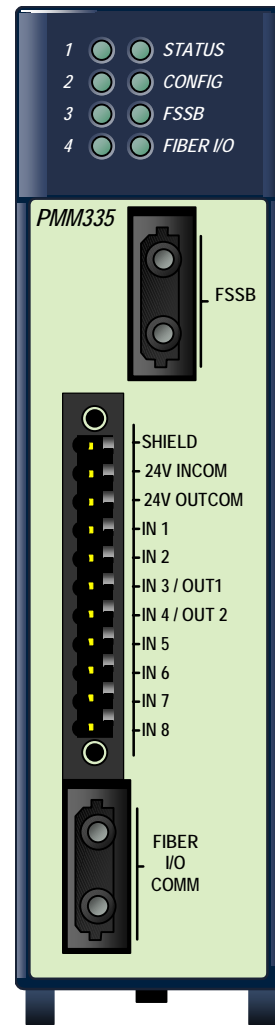 1 STATUS
2 CONFIG
3 FSSB
4 FIBER I/O
PMM335
FSSB
SHIELD
24V INCOM
24V OUTCOM
IN 1
IN 2
IN 3 / OUT1
IN 4 / OUT 2
IN 5
IN 6
IN 7
IN 8
FIBER
I/O
COMM